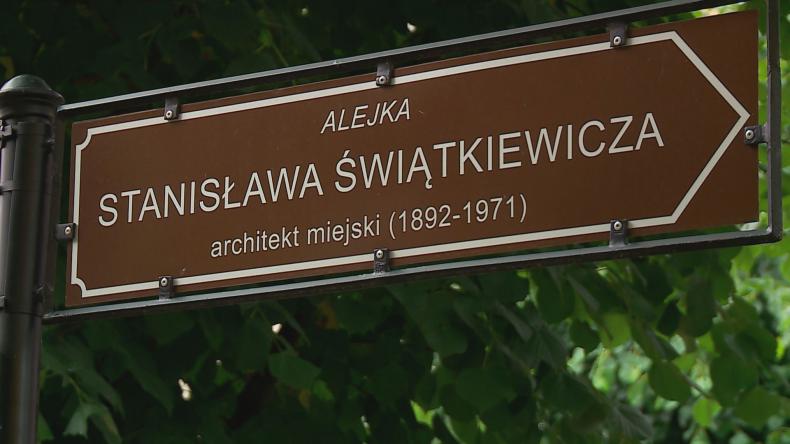 ALEJKA
STANISŁAWA ŚWIĄTKIEWICZA
architekt miejski (1892-1971)